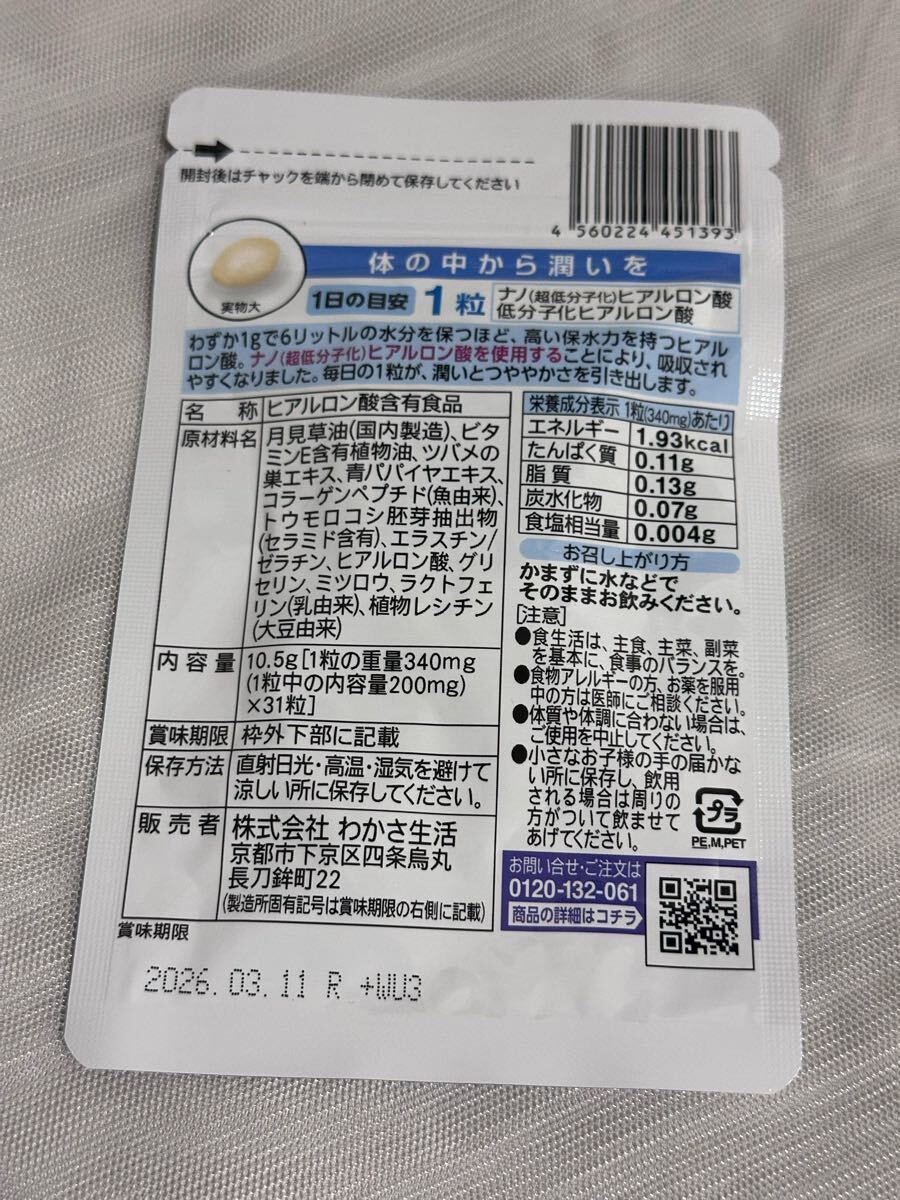 開封後はチャックを端から閉めて保存してください
4 560224 451393
実物大
体の中から潤いを
1日の目安 1粒
ナノ(超低分子化)ヒアルロン酸
低分子化ヒアルロン酸
わずか1gで6リットルの水分を保つほど、高い保水力を持つヒアル
ロン酸。ナノ(超低分子化)ヒアルロン酸を使用することにより、吸収され
やすくなりました。毎日の1粒が、潤いとつややかさを引き出します。
名 称 ヒアルロン酸含有食品
原材料名 月見草油(国内製造)、ビタ
ミンE含有植物油、ツバメの
巣エキス、青パパイヤエキス、
コラーゲンペプチド(魚由来)、
トウモロコシ胚芽抽出物
(セラミド含有)、エラスチン/
ゼラチン、ヒアルロン酸、グリ
セリン、ミツロウ、ラクトフェ
リン(乳由来)、植物レシチン
(大豆由来)
内容量 10.5g[1粒の重量340mg
(1粒中の内容量200mg)
×31粒]
賞味期限 枠外下部に記載
保存方法 直射日光・高温・湿気を避けて
涼しい所に保存してください。
販売者 株式会社 わかさ生活
京都市下京区四条烏丸
長刀鉾町22
(製造所固有記号は賞味期限の右側に記載)
栄養成分表示 1粒(340mg)あたり
エネルギー 1.93kcal
たんぱく質 0.11g
脂質 0.13g
炭水化物 0.07g
食塩相当量 0.004g
お召し上がり方
かまずに水などで
そのままお飲みください。
[注意]
●食生活は、主食、主菜、副菜
を基本に、食事のバランスを。
●食物アレルギーの方、お薬を服用
中の方は医師にご相談ください。
●体質や体調に合わない場合は、
ご使用を中止してください。
●小さなお子様の手の届かな
い所に保存し、飲用
される場合は周りの
方がついて飲ませて
あげてください。
プラ
PE,M,PET
お問い合せ・ご注文は
0120-132-061
商品の詳細はコチラ
賞味期限
2026.03.11 R +WU3